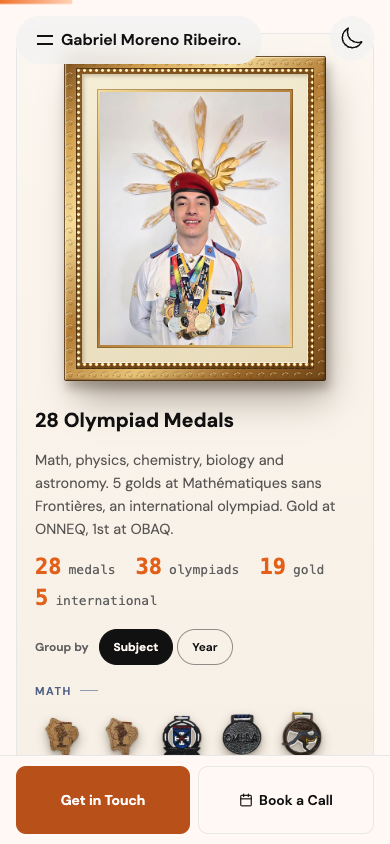 Gabriel Moreno Ribeiro.
28 Olympiad Medals
Math, physics, chemistry, biology and
astronomy. 5 golds at Mathématiques sans
Frontières, an international olympiad. Gold at
ONNEQ, 1st at OBAQ.
28 medals 38 olympiads 19 gold
5 international
Group by Subject Year
MATH
Get in Touch Book a Call